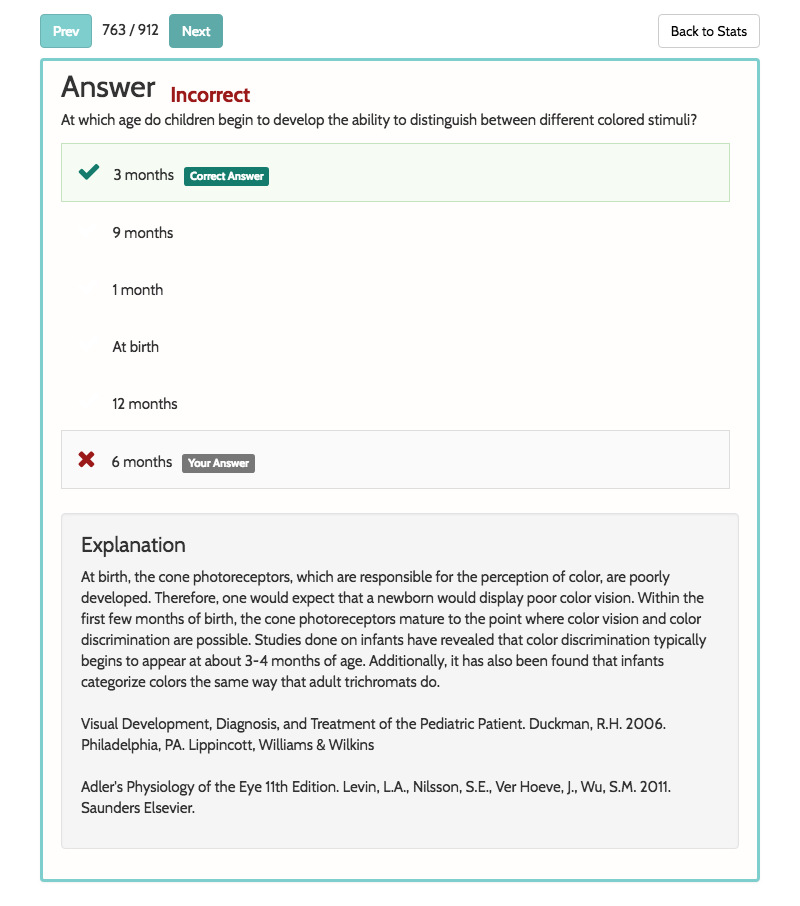 Prev 763 / 912 Next Back to Stats
Answer Incorrect
At which age do children begin to develop the ability to distinguish between different colored stimuli?
3 months Correct Answer
9 months
1 month
At birth
12 months
6 months Your Answer
Explanation
At birth, the cone photoreceptors, which are responsible for the perception of color, are poorly
developed. Therefore, one would expect that a newborn would display poor color vision. Within the
first few months of birth, the cone photoreceptors mature to the point where color vision and color
discrimination are possible. Studies done on infants have revealed that color discrimination typically
begins to appear at about 3-4 months of age. Additionally, it has also been found that infants
categorize colors the same way that adult trichromats do.
Visual Development, Diagnosis, and Treatment of the Pediatric Patient. Duckman, R.H. 2006.
Philadelphia, PA. Lippincott, Williams & Wilkins
Adler's Physiology of the Eye 11th Edition. Levin, L.A., Nilsson, S.E., Ver Hoeve, J., Wu, S.M. 2011.
Saunders Elsevier.